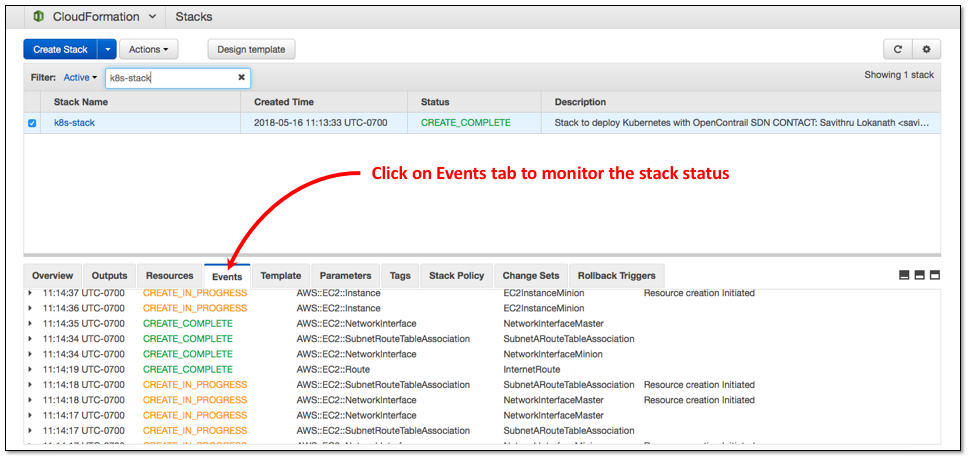 CloudFormation Stacks
Create Stack Actions Design template
Filter: Active k8s-stack Showing 1 stack
Stack Name Created Time Status Description
k8s-stack 2018-05-16 11:13:33 UTC-0700 CREATE_COMPLETE Stack to deploy Kubernetes with OpenContrail SDN CONTACT: Savithru Lokanath <savi…
Click on Events tab to monitor the stack status
Overview Outputs Resources Events Template Parameters Tags Stack Policy Change Sets Rollback Triggers
11:14:37 UTC-0700 CREATE_IN_PROGRESS AWS::EC2::Instance EC2InstanceMinion Resource creation Initiated
11:14:36 UTC-0700 CREATE_IN_PROGRESS AWS::EC2::Instance EC2InstanceMinion
11:14:35 UTC-0700 CREATE_COMPLETE AWS::EC2::NetworkInterface NetworkInterfaceMaster
11:14:34 UTC-0700 CREATE_COMPLETE AWS::EC2::SubnetRouteTableAssociation SubnetARouteTableAssociation
11:14:34 UTC-0700 CREATE_COMPLETE AWS::EC2::NetworkInterface NetworkInterfaceMinion
11:14:19 UTC-0700 CREATE_COMPLETE AWS::EC2::Route InternetRoute
11:14:18 UTC-0700 CREATE_IN_PROGRESS AWS::EC2::SubnetRouteTableAssociation SubnetARouteTableAssociation Resource creation Initiated
11:14:18 UTC-0700 CREATE_IN_PROGRESS AWS::EC2::NetworkInterface NetworkInterfaceMaster Resource creation Initiated
11:14:17 UTC-0700 CREATE_IN_PROGRESS AWS::EC2::NetworkInterface NetworkInterfaceMaster
11:14:17 UTC-0700 CREATE_IN_PROGRESS AWS::EC2::SubnetRouteTableAssociation SubnetARouteTableAssociation